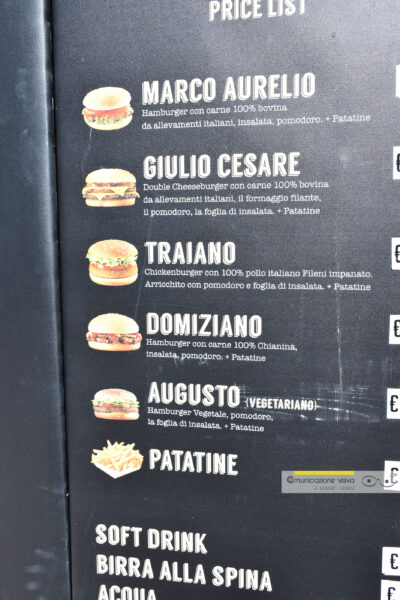 PRICE LIST
MARCO AURELIO
Hamburger con carne 100% bovina
da allevamenti italiani, insalata, pomodoro. + Patatine
GIULIO CESARE
Double Cheeseburger con carne 100% bovina
da allevamenti italiani, il formaggio filante,
il pomodoro, la foglia di insalata. + Patatine
€
TRAIANO
Chickenburger con 100% pollo italiano Fileni impanato.
Arricchito con pomodoro e foglia di insalata. + Patatine
€
DOMIZIANO
Hamburger con carne 100% Chianina,
insalata, pomodoro. + Patatine
€
AUGUSTO (VEGETARIANO)
Hamburger Vegetale, pomodoro,
la foglia di insalata. + Patatine
€
PATATINE
€
Comunicazione visiva
SOFT DRINK
€
BIRRA ALLA SPINA
€
ACQUA